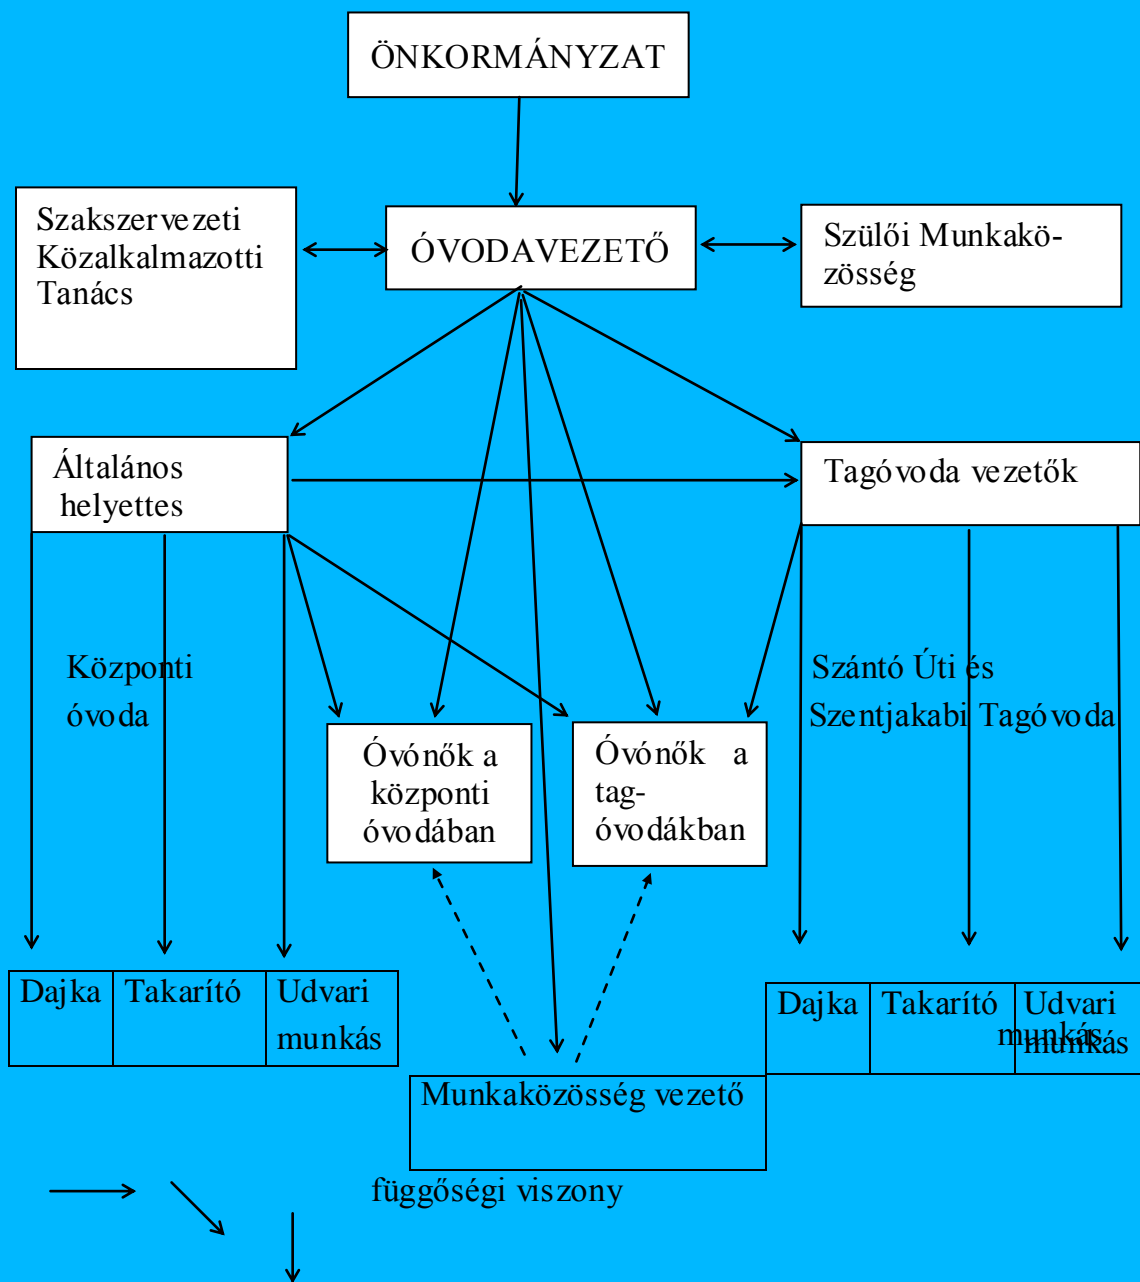 ÖNKORMÁNYZAT
Szakszervezeti
Közalkalmazotti
Tanács
ÓVODAVEZETŐ
Szülői Munkakö-
zösség
Általános
helyettes
Tagóvoda vezetők
Központi
óvoda
Szántó Úti és
Szentjakabi Tagóvoda
Óvónők a
központi
óvodában
Óvónők a
tag-
óvodákban
Dajka
Takarító
Udvari
munkás
Dajka
Takarító
Udvari
munkás
munkás
Munkaközösség vezető
függőségi viszony